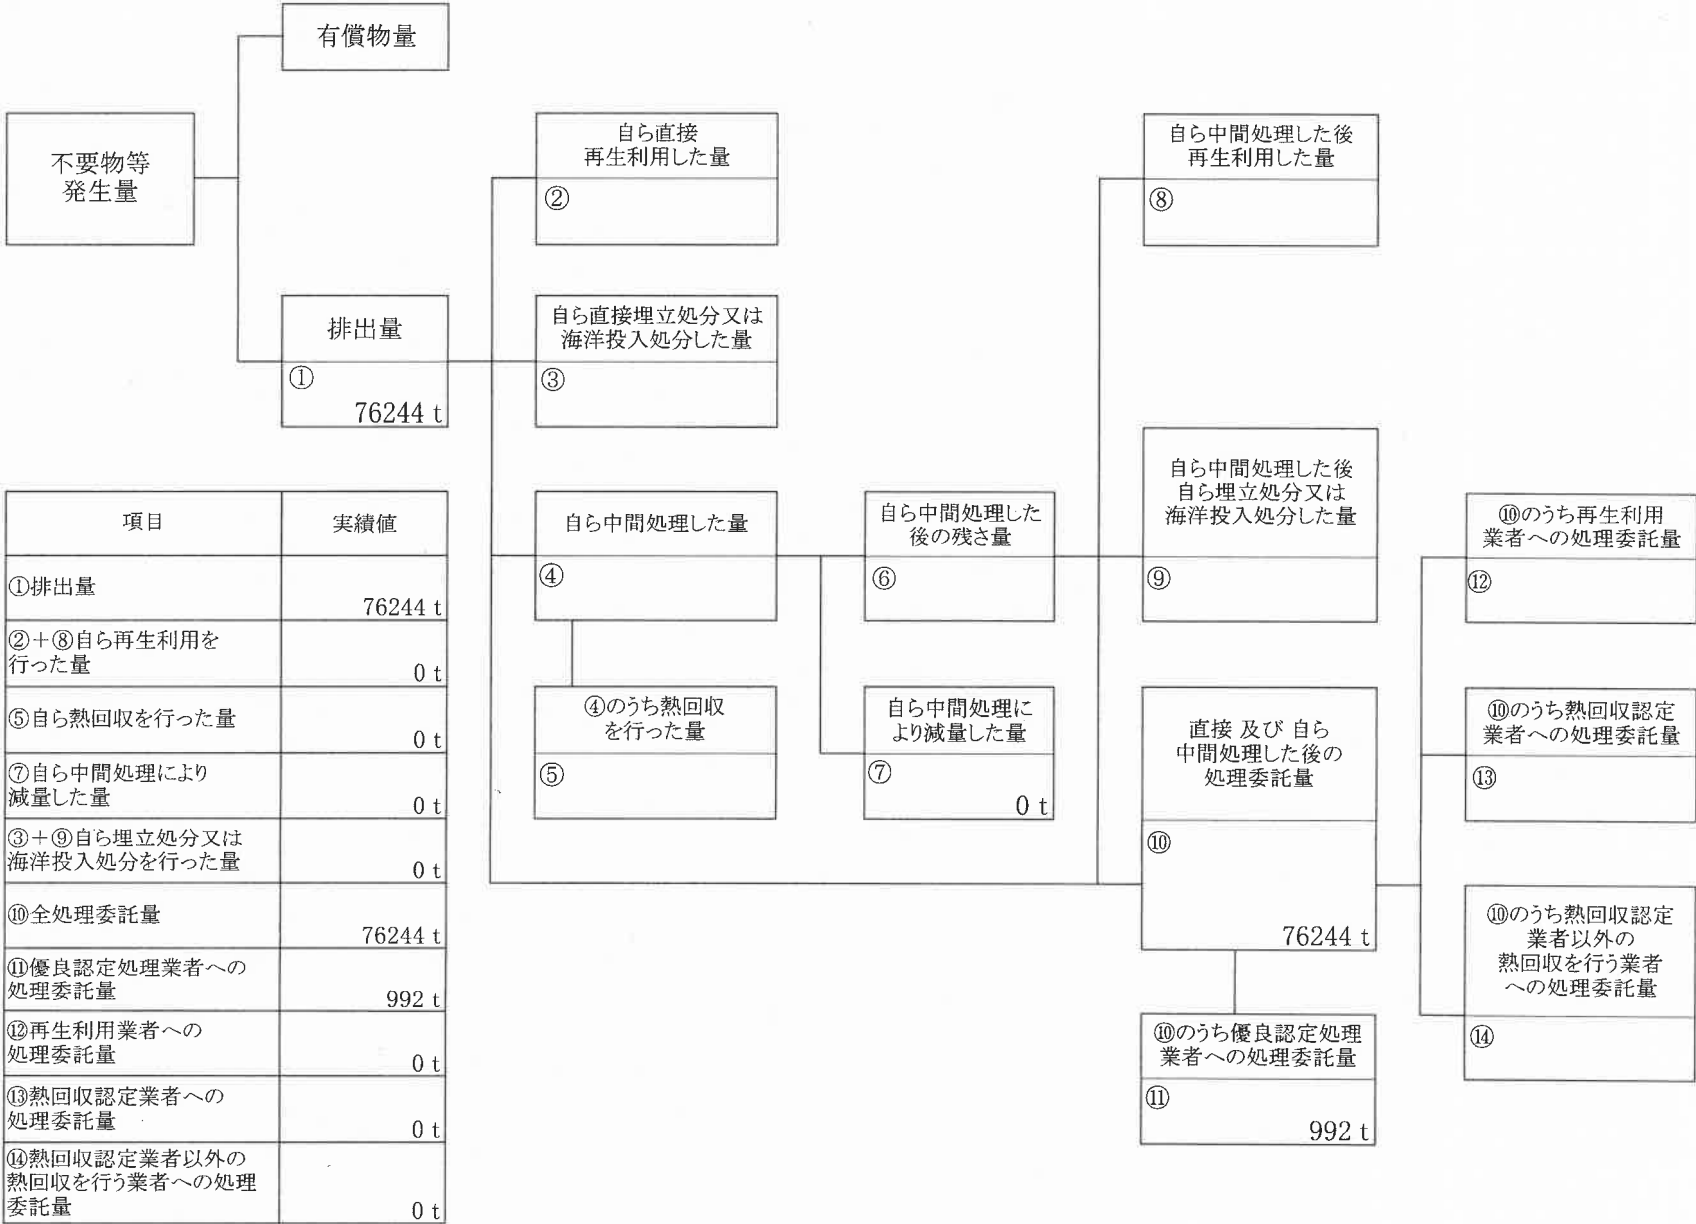 有償物量
不要物等
発生量
排出量
①
76244 t
自ら直接
再生利用した量
②
自ら直接埋立処分又は
海洋投入処分した量
③
自ら中間処理した量
④
④のうち熱回収
を行った量
⑤
自ら中間処理した
後の残さ量
⑥
自ら中間処理に
より減量した量
⑦
0 t
自ら中間処理した後
再生利用した量
⑧
自ら中間処理した後
自ら埋立処分又は
海洋投入処分した量
⑨
直接 及び 自ら
中間処理した後の
処理委託量
⑩
76244 t
⑩のうち優良認定処理
業者への処理委託量
⑪
992 t
⑩のうち再生利用
業者への処理委託量
⑫
⑩のうち熱回収認定
業者への処理委託量
⑬
⑩のうち熱回収認定
業者以外の
熱回収を行う業者
への処理委託量
⑭
項目 実績値
①排出量
76244 t
②+⑧自ら再生利用を
行った量
0 t
⑤自ら熱回収を行った量
0 t
⑦自ら中間処理により
減量した量
0 t
③+⑨自ら埋立処分又は
海洋投入処分を行った量
0 t
⑩全処理委託量
76244 t
⑪優良認定処理業者への
処理委託量
992 t
⑫再生利用業者への
処理委託量
0 t
⑬熱回収認定業者への
処理委託量
0 t
⑭熱回収認定業者以外の
熱回収を行う業者への処理
委託量
0 t